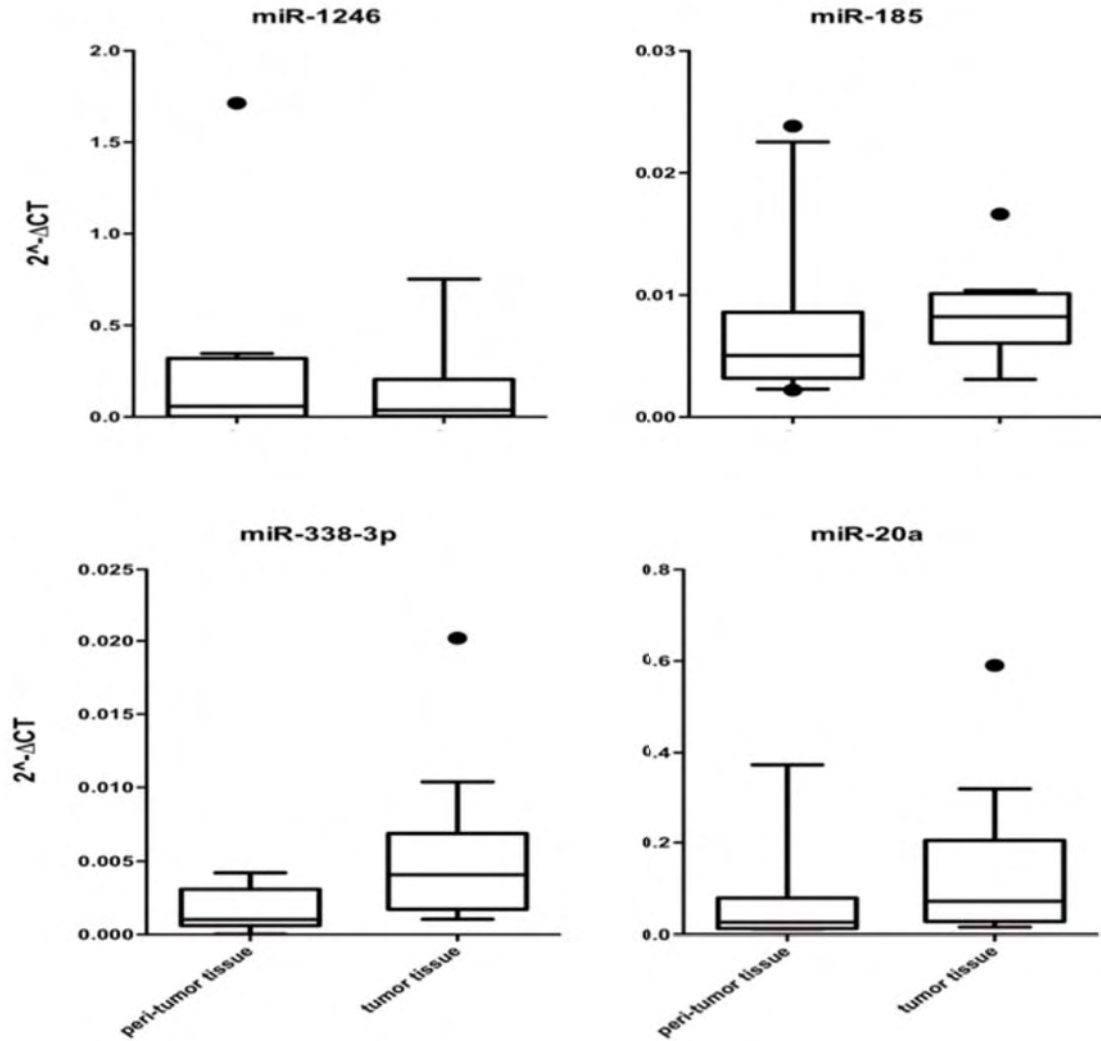 miR-1246
miR-185
2^-ΔCT
2.0
1.5
1.0
0.5
0.0
0.03
0.02
0.01
0.00
miR-338-3p
miR-20a
2^-ΔCT
0.025
0.020
0.015
0.010
0.005
0.000
0.8
0.6
0.4
0.2
0.0
peri-tumor tissue
tumor tissue
peri-tumor tissue
tumor tissue